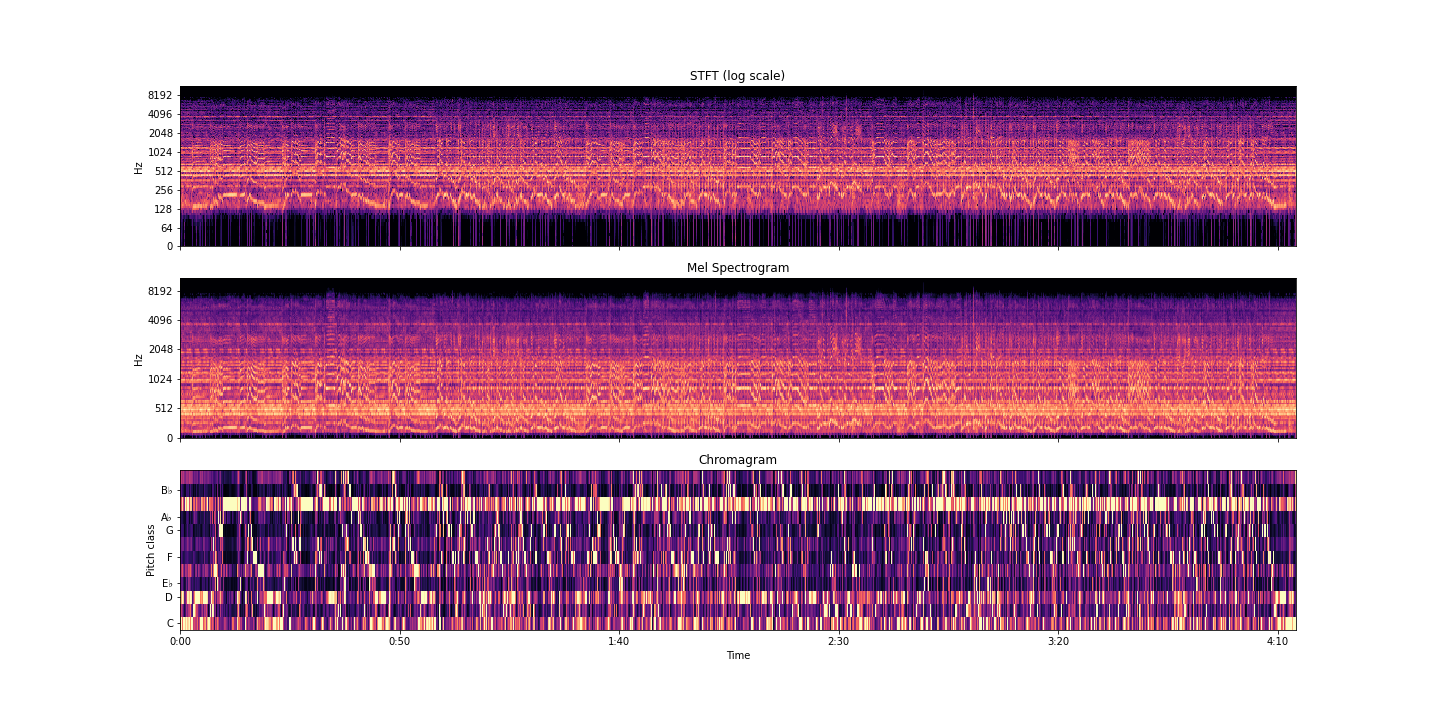 STFT (log scale)
8192
4096
2048
1024
512
256
128
64
0
Hz
Mel Spectrogram
8192
4096
2048
1024
512
0
Hz
Chromagram
B♭
A♭
G
F
E♭
D
C
Pitch class
0:00
0:50
1:40
2:30
3:20
4:10
Time